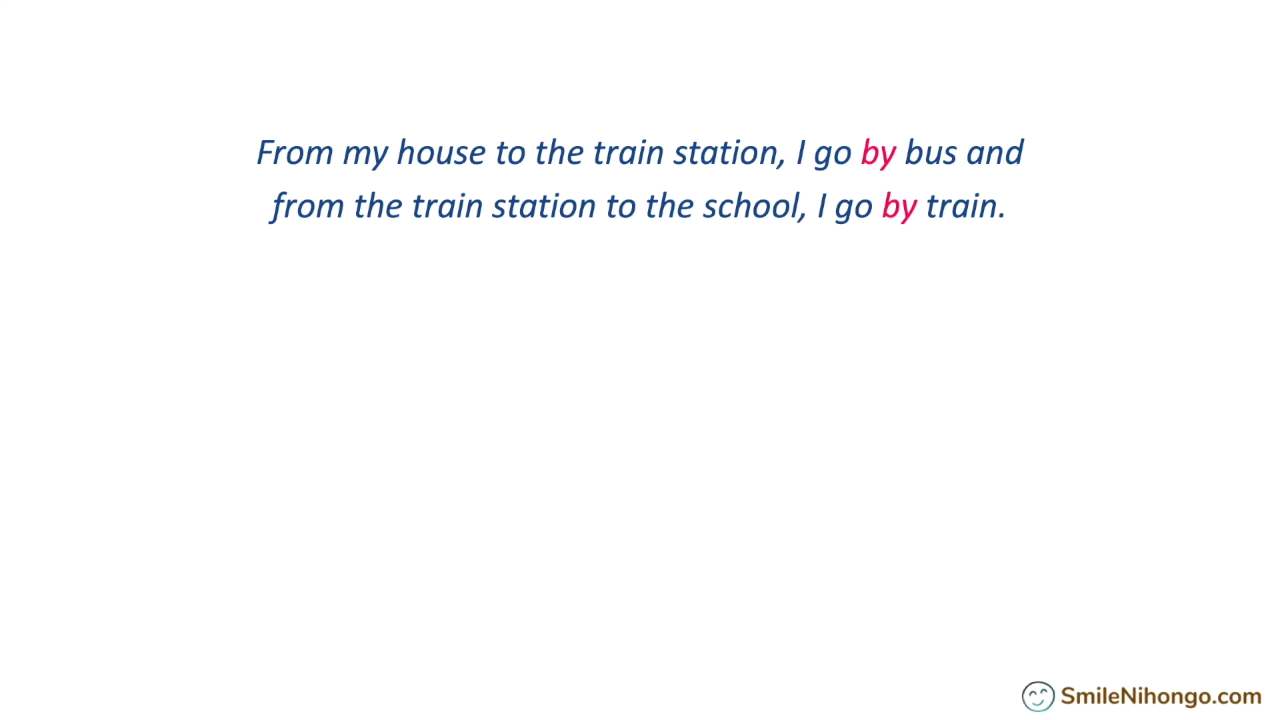 From my house to the train station, I go by bus and
from the train station to the school, I go by train.
SmileNihongo.com